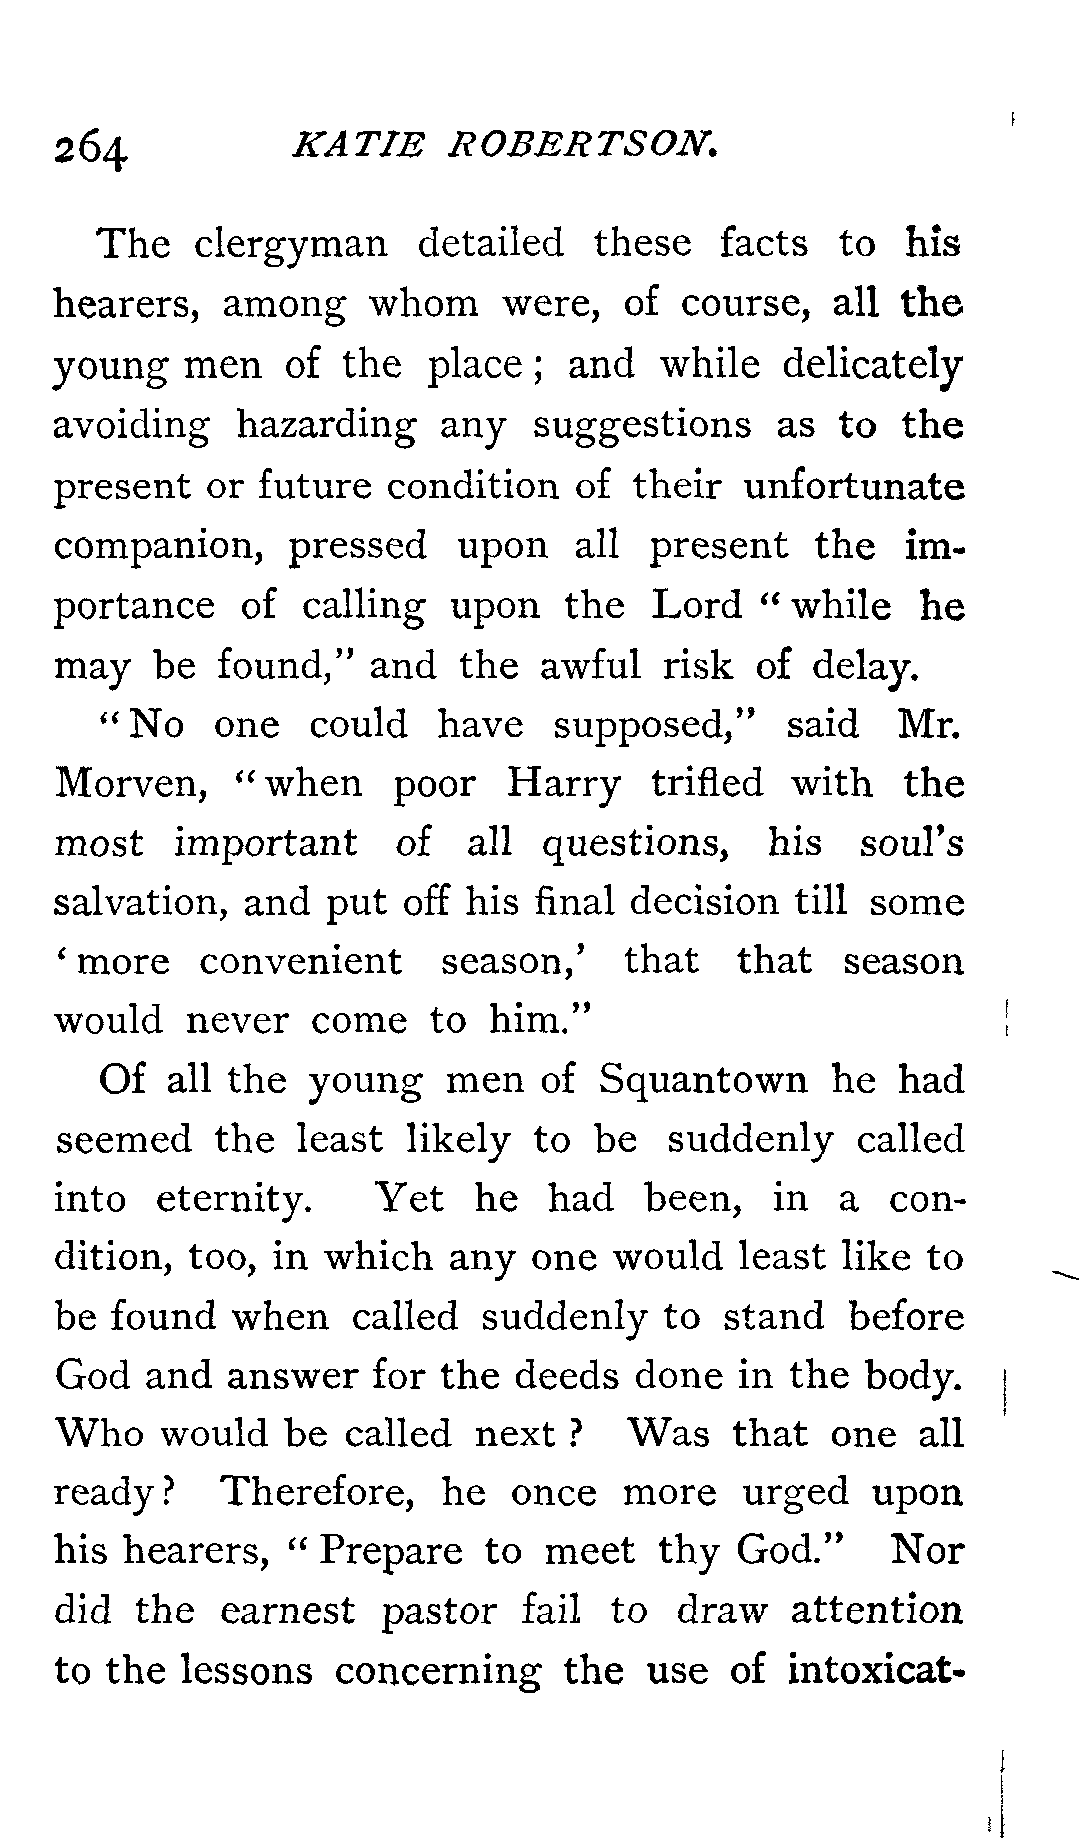 264 KATIE ROBERTSON.
The clergyman detailed these facts to his
hearers, among whom were, of course, all the
young men of the place ; and while delicately
avoiding hazarding any suggestions as to the
present or future condition of their unfortunate
companion, pressed upon all present the im-
portance of calling upon the Lord “ while he
may be found,” and the awful risk of delay.
“ No one could have supposed,” said Mr.
Morven, “ when poor Harry trifled with the
most important of all questions, his soul’s
salvation, and put off his final decision till some
‘ more convenient season,’ that that season
would never come to him.”
Of all the young men of Squantown he had
seemed the least likely to be suddenly called
into eternity. Yet he had been, in a con-
dition, too, in which any one would least like to
be found when called suddenly to stand before
God and answer for the deeds done in the body.
Who would be called next ? Was that one all
ready ? Therefore, he once more urged upon
his hearers, “ Prepare to meet thy God.” Nor
did the earnest pastor fail to draw attention
to the lessons concerning the use of intoxicat-